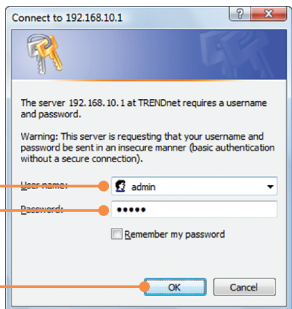 Connect to 192.168.10.1
The server 192.168.10.1 at TRENDnet requires a username
and password.
Warning: This server is requesting that your username and
password be sent in an insecure manner (basic authentication
without a secure connection).
User name:
admin
Password:
•••••
Remember my password
OK
Cancel